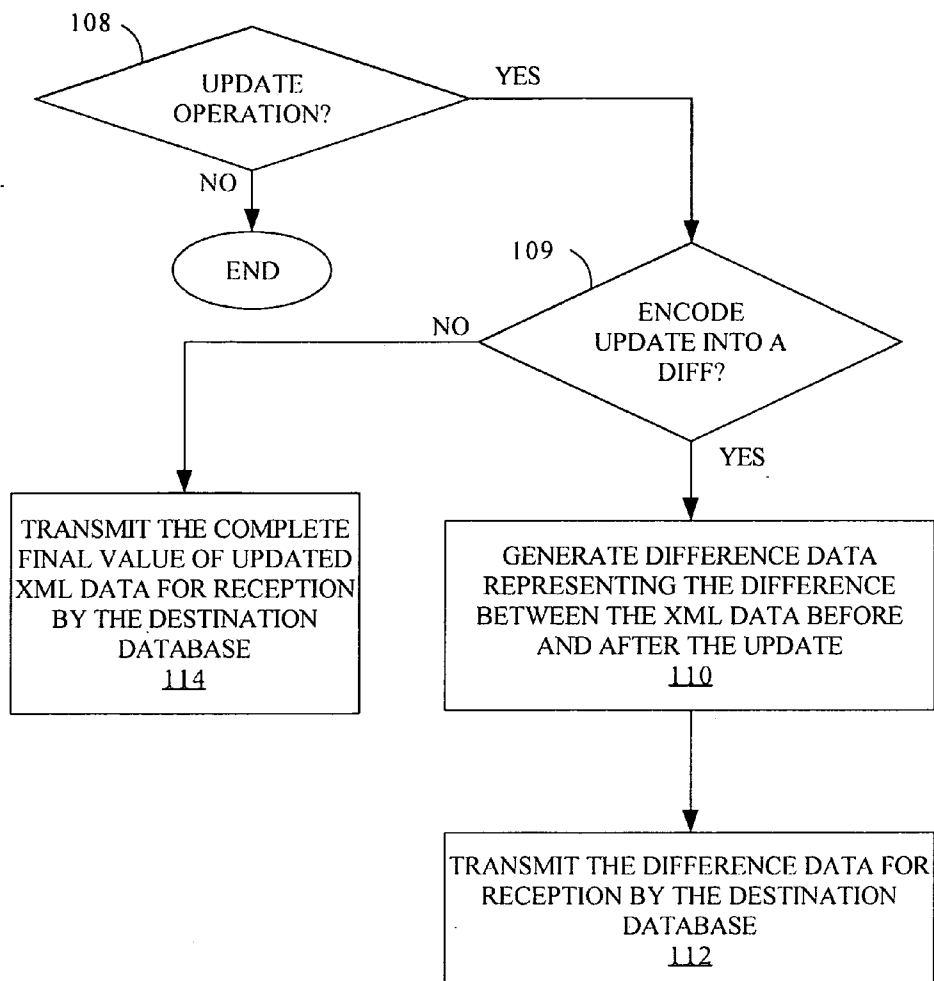 108
UPDATE
OPERATION?
YES
NO
END
109
ENCODE
UPDATE INTO A
DIFF?
NO
YES
TRANSMIT THE COMPLETE
FINAL VALUE OF UPDATED
XML DATA FOR RECEPTION
BY THE DESTINATION
DATABASE
114
GENERATE DIFFERENCE DATA
REPRESENTING THE DIFFERENCE
BETWEEN THE XML DATA BEFORE
AND AFTER THE UPDATE
110
TRANSMIT THE DIFFERENCE DATA FOR
RECEPTION BY THE DESTINATION
DATABASE
112